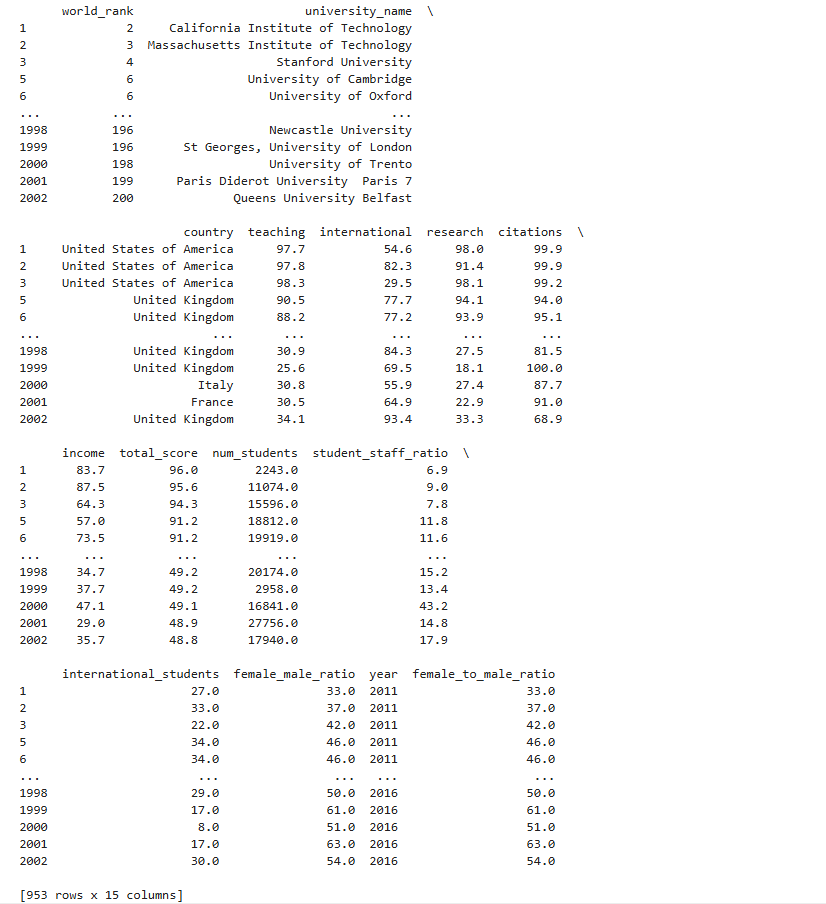 world_rank university_name \
1 2 California Institute of Technology
2 3 Massachusetts Institute of Technology
3 4 Stanford University
5 6 University of Cambridge
6 6 University of Oxford
... ... ...
1998 196 Newcastle University
1999 196 St Georges, University of London
2000 198 University of Trento
2001 199 Paris Diderot University  Paris 7
2002 200 Queens University Belfast
country teaching international research citations \
1 United States of America 97.7 54.6 98.0 99.9
2 United States of America 97.8 82.3 91.4 99.9
3 United States of America 98.3 29.5 98.1 99.2
5 United Kingdom 90.5 77.7 94.1 94.0
6 United Kingdom 88.2 77.2 93.9 95.1
... ... ... ... ... ...
1998 United Kingdom 30.9 84.3 27.5 81.5
1999 United Kingdom 25.6 69.5 18.1 100.0
2000 Italy 30.8 55.9 27.4 87.7
2001 France 30.5 64.9 22.9 91.0
2002 United Kingdom 34.1 93.4 33.3 68.9
income total_score num_students student_staff_ratio \
1 83.7 96.0 2243.0 6.9
2 87.5 95.6 11074.0 9.0
3 64.3 94.3 15596.0 7.8
5 57.0 91.2 18812.0 11.8
6 73.5 91.2 19919.0 11.6
... ... ... ... ...
1998 34.7 49.2 20174.0 15.2
1999 37.7 49.2 2958.0 13.4
2000 47.1 49.1 16841.0 43.2
2001 29.0 48.9 27756.0 14.8
2002 35.7 48.8 17940.0 17.9
international_students female_male_ratio year female_to_male_ratio
1 27.0 33.0 2011 33.0
2 33.0 37.0 2011 37.0
3 22.0 42.0 2011 42.0
5 34.0 46.0 2011 46.0
6 34.0 46.0 2011 46.0
... ... ... ... ...
1998 29.0 50.0 2016 50.0
1999 17.0 61.0 2016 61.0
2000 8.0 51.0 2016 51.0
2001 17.0 63.0 2016 63.0
2002 30.0 54.0 2016 54.0
[953 rows x 15 columns]